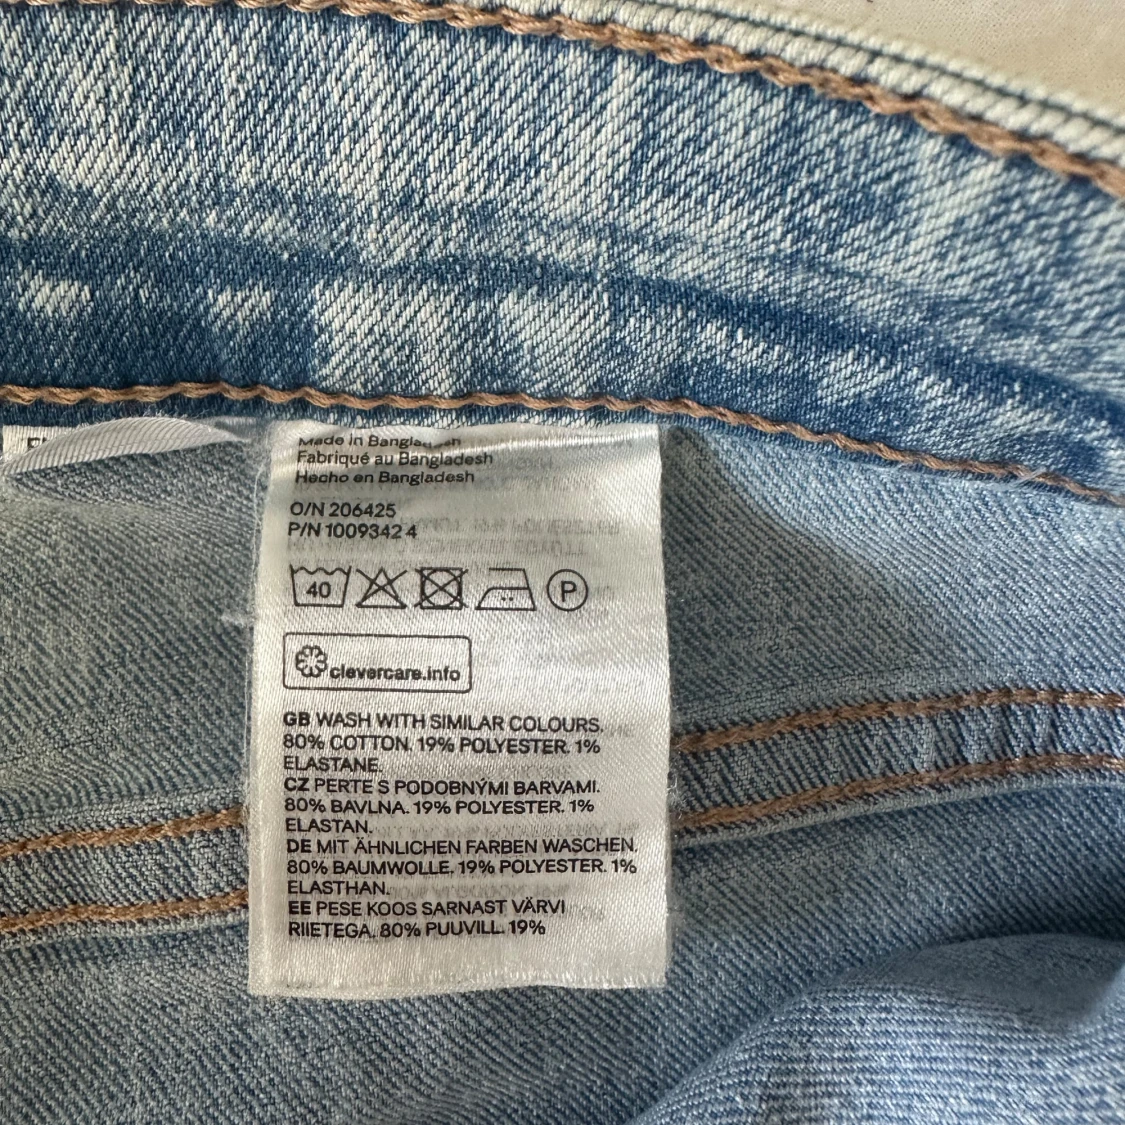 Made in Bangladesh
Fabriqué au Bangladesh
Hecho en Bangladesh
O/N 206425
P/N 1009342 4
40
P
clevercare.info
GB WASH WITH SIMILAR COLOURS.
80% COTTON. 19% POLYESTER. 1%
ELASTANE.
CZ PERTE S PODOBNÝMI BARVAMI.
80% BAVLNA. 19% POLYESTER. 1%
ELASTAN.
DE MIT ÄHNLICHEN FARBEN WASCHEN.
80% BAUMWOLLE. 19% POLYESTER. 1%
ELASTHAN.
EE PESE KOOS SARNAST VÄRVI
RIIETEGA. 80% PUUVILL. 19%